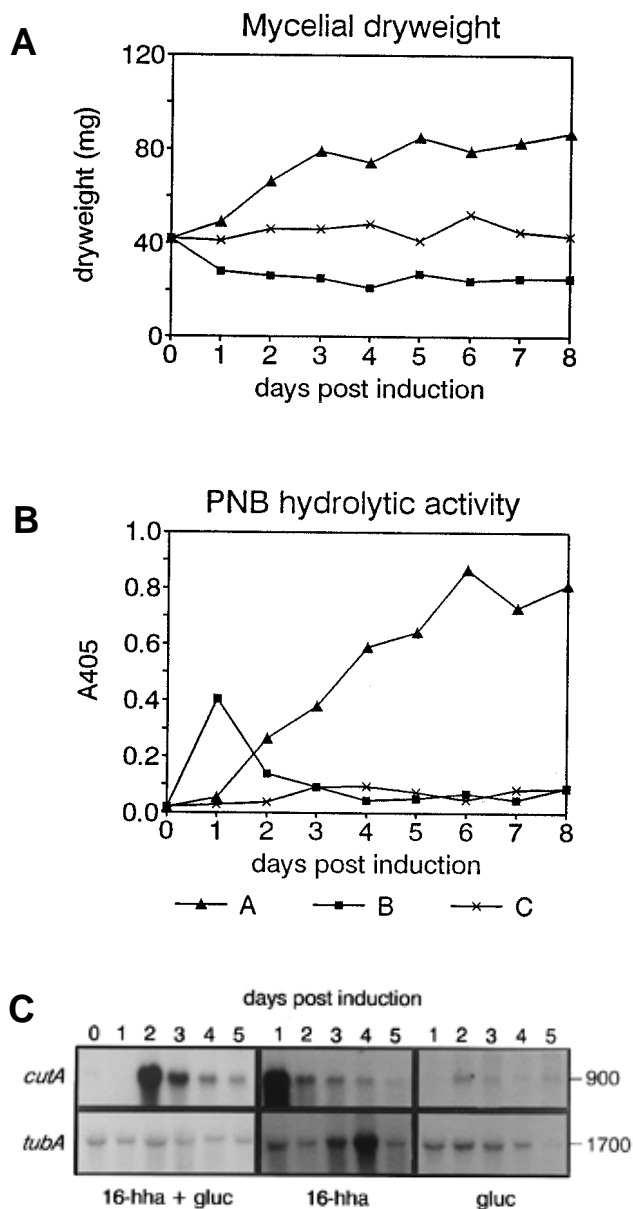 A
Mycelial dryweight
120
80
40
0
dryweight (mg)
0 1 2 3 4 5 6 7 8
days post induction
B
PNB hydrolytic activity
1.0
0.8
0.6
0.4
0.2
0.0
A405
0 1 2 3 4 5 6 7 8
days post induction
A B C
C
days post induction
0 1 2 3 4 5 1 2 3 4 5 1 2 3 4 5
cutA 900
tubA 1700
16-hha + gluc 16-hha gluc